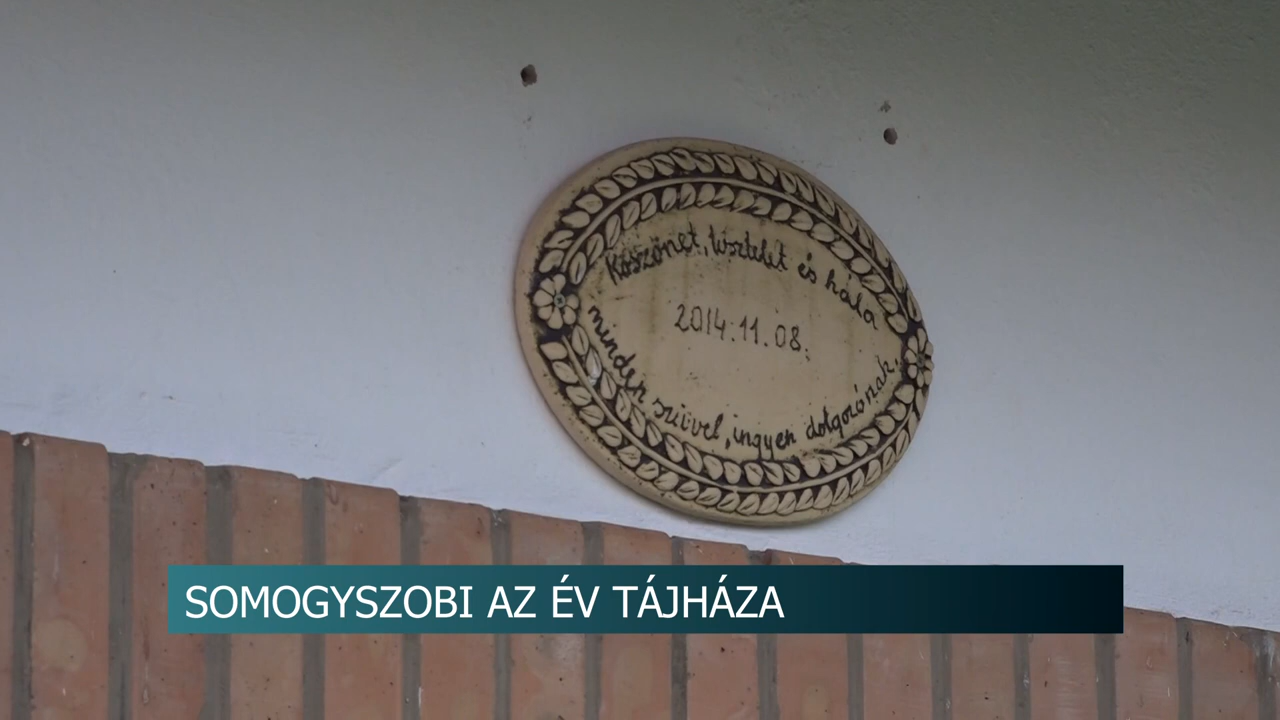 Köszönet, tisztelet és hála
2014.11.08.
minden szívvel, ingyen dolgozónak.
SOMOGYSZOBI AZ ÉV TÁJHÁZA